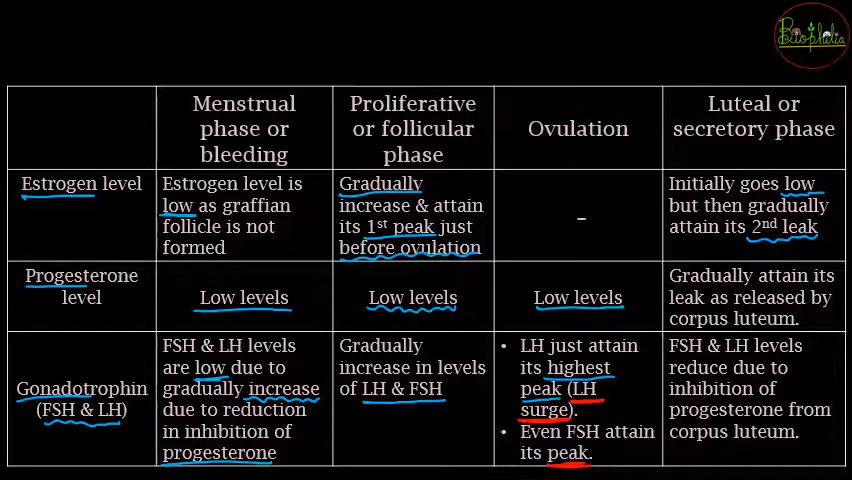 Biophilia
Menstrual
phase or
bleeding
Proliferative
or follicular
phase
Ovulation
Luteal or
secretory phase
Estrogen level
Estrogen level is
low as graffian
follicle is not
formed
Gradually
increase & attain
its 1st peak just
before ovulation
–
Initially goes low
but then gradually
attain its 2nd leak
Progesterone
level
Low levels
Low levels
Low levels
Gradually attain its
leak as released by
corpus luteum.
Gonadotrophin
(FSH & LH)
FSH & LH levels
are low due to
gradually increase
due to reduction
in inhibition of
progesterone
Gradually
increase in levels
of LH & FSH
• LH just attain
its highest
peak (LH
surge).
• Even FSH attain
its peak.
FSH & LH levels
reduce due to
inhibition of
progesterone from
corpus luteum.